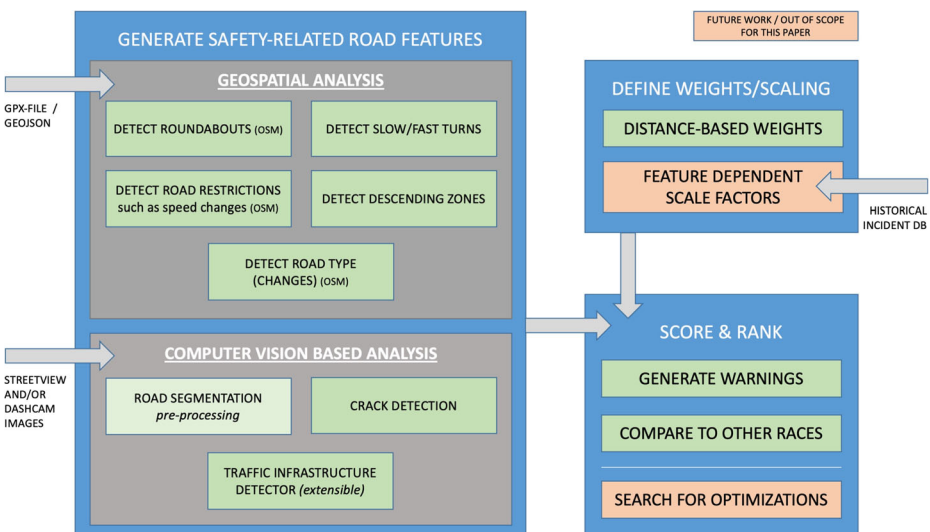 GENERATE SAFETY-RELATED ROAD FEATURES
GEOSPATIAL ANALYSIS
GPX-FILE /
GEOJSON
DETECT ROUNDABOUTS (OSM)
DETECT SLOW/FAST TURNS
DETECT ROAD RESTRICTIONS
such as speed changes (OSM)
DETECT DESCENDING ZONES
DETECT ROAD TYPE
(CHANGES) (OSM)
COMPUTER VISION BASED ANALYSIS
STREETVIEW
AND/OR
DASHCAM
IMAGES
ROAD SEGMENTATION
pre-processing
CRACK DETECTION
TRAFFIC INFRASTRUCTURE
DETECTOR (extensible)
FUTURE WORK / OUT OF SCOPE
FOR THIS PAPER
DEFINE WEIGHTS/SCALING
DISTANCE-BASED WEIGHTS
FEATURE DEPENDENT
SCALE FACTORS
HISTORICAL
INCIDENT DB
SCORE & RANK
GENERATE WARNINGS
COMPARE TO OTHER RACES
SEARCH FOR OPTIMIZATIONS